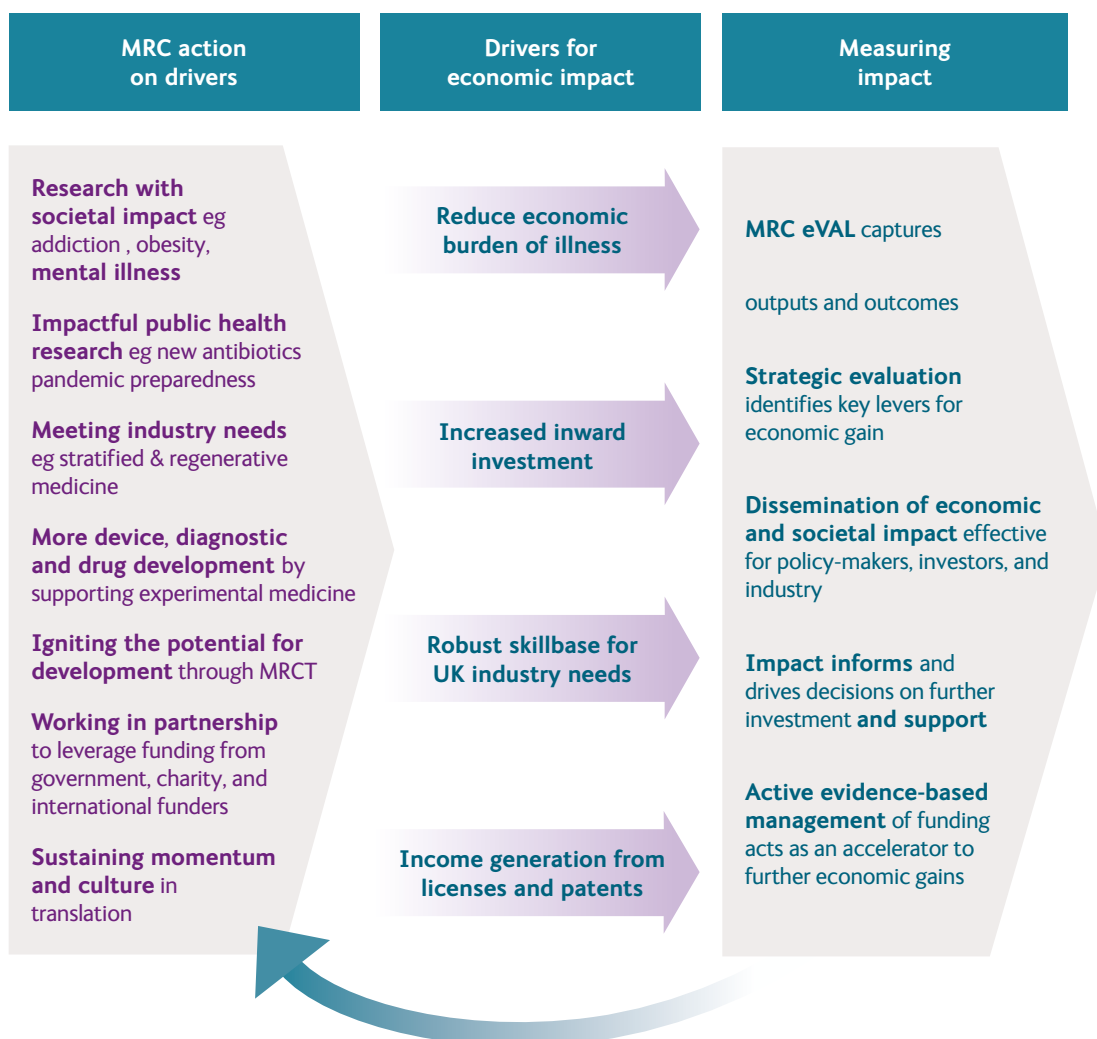 MRC action
on drivers
Drivers for
economic impact
Measuring
impact
Research with
societal impact eg
addiction , obesity,
mental illness
Impactful public health
research eg new antibiotics
pandemic preparedness
Meeting industry needs
eg stratified & regenerative
medicine
More device, diagnostic
and drug development by
supporting experimental medicine
Igniting the potential for
development through MRCT
Working in partnership
to leverage funding from
government, charity, and
international funders
Sustaining momentum
and culture in
translation
Reduce economic
burden of illness
Increased inward
investment
Robust skillbase for
UK industry needs
Income generation from
licenses and patents
MRC eVAL captures
outputs and outcomes
Strategic evaluation
identifies key levers for
economic gain
Dissemination of economic
and societal impact effective
for policy-makers, investors, and
industry
Impact informs and
drives decisions on further
investment and support
Active evidence-based
management of funding
acts as an accelerator to
further economic gains